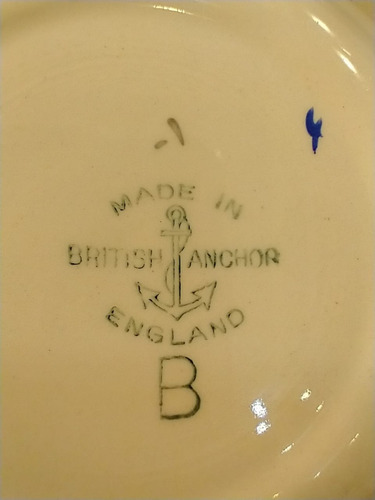 MADE IN
BRITISH ANCHOR
ENGLAND
B